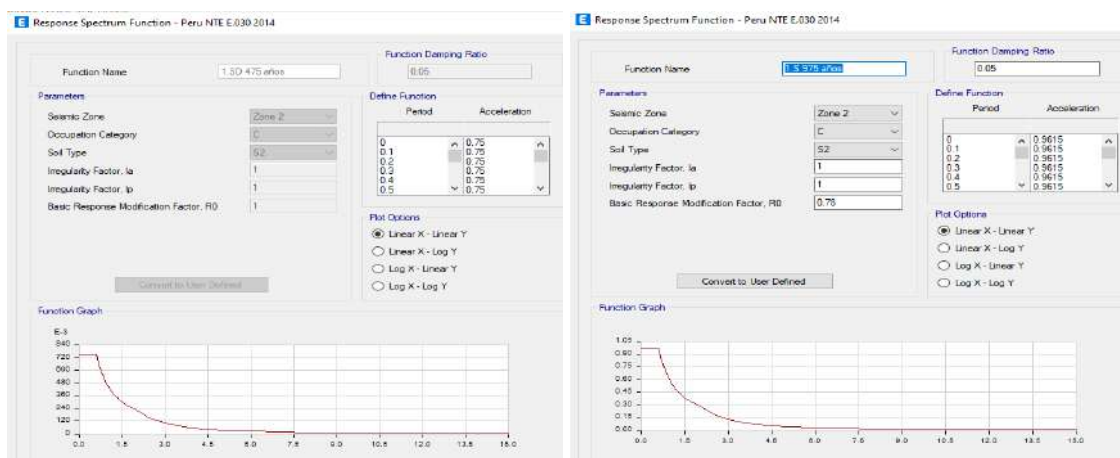 E Response Spectrum Function - Peru NTE E.030 2014
Function Name
1.SD 475 años
Function Damping Ratio
0.05
Parameters
Seismic Zone
Zone 2
Occupation Category
C
Soil Type
S2
Irregularity Factor, Ia
1
Irregularity Factor, Ip
1
Basic Response Modification Factor, R0
1
Convert to User Defined
Define Function
Period Acceleration
0 0.75
0.1 0.75
0.2 0.75
0.3 0.75
0.4 0.75
0.5 0.75
Plot Options
Linear X - Linear Y
Linear X - Log Y
Log X - Linear Y
Log X - Log Y
Function Graph
E-3
840
720
600
480
360
240
120
0
0.0 1.5 3.0 4.5 6.0 7.5 9.0 10.5 12.0 13.5 15.0
E Response Spectrum Function - Peru NTE E.030 2014
Function Name
1.S 975 años
Function Damping Ratio
0.05
Parameters
Seismic Zone
Zone 2
Occupation Category
C
Soil Type
S2
Irregularity Factor, Ia
1
Irregularity Factor, Ip
1
Basic Response Modification Factor, R0
0.78
Convert to User Defined
Define Function
Period Acceleration
0 0.9615
0.1 0.9615
0.2 0.9615
0.3 0.9615
0.4 0.9615
0.5 0.9615
Plot Options
Linear X - Linear Y
Linear X - Log Y
Log X - Linear Y
Log X - Log Y
Function Graph
1.05
0.90
0.75
0.60
0.45
0.30
0.15
0.00
0.0 1.5 3.0 4.5 6.0 7.5 9.0 10.5 12.0 13.5 15.0